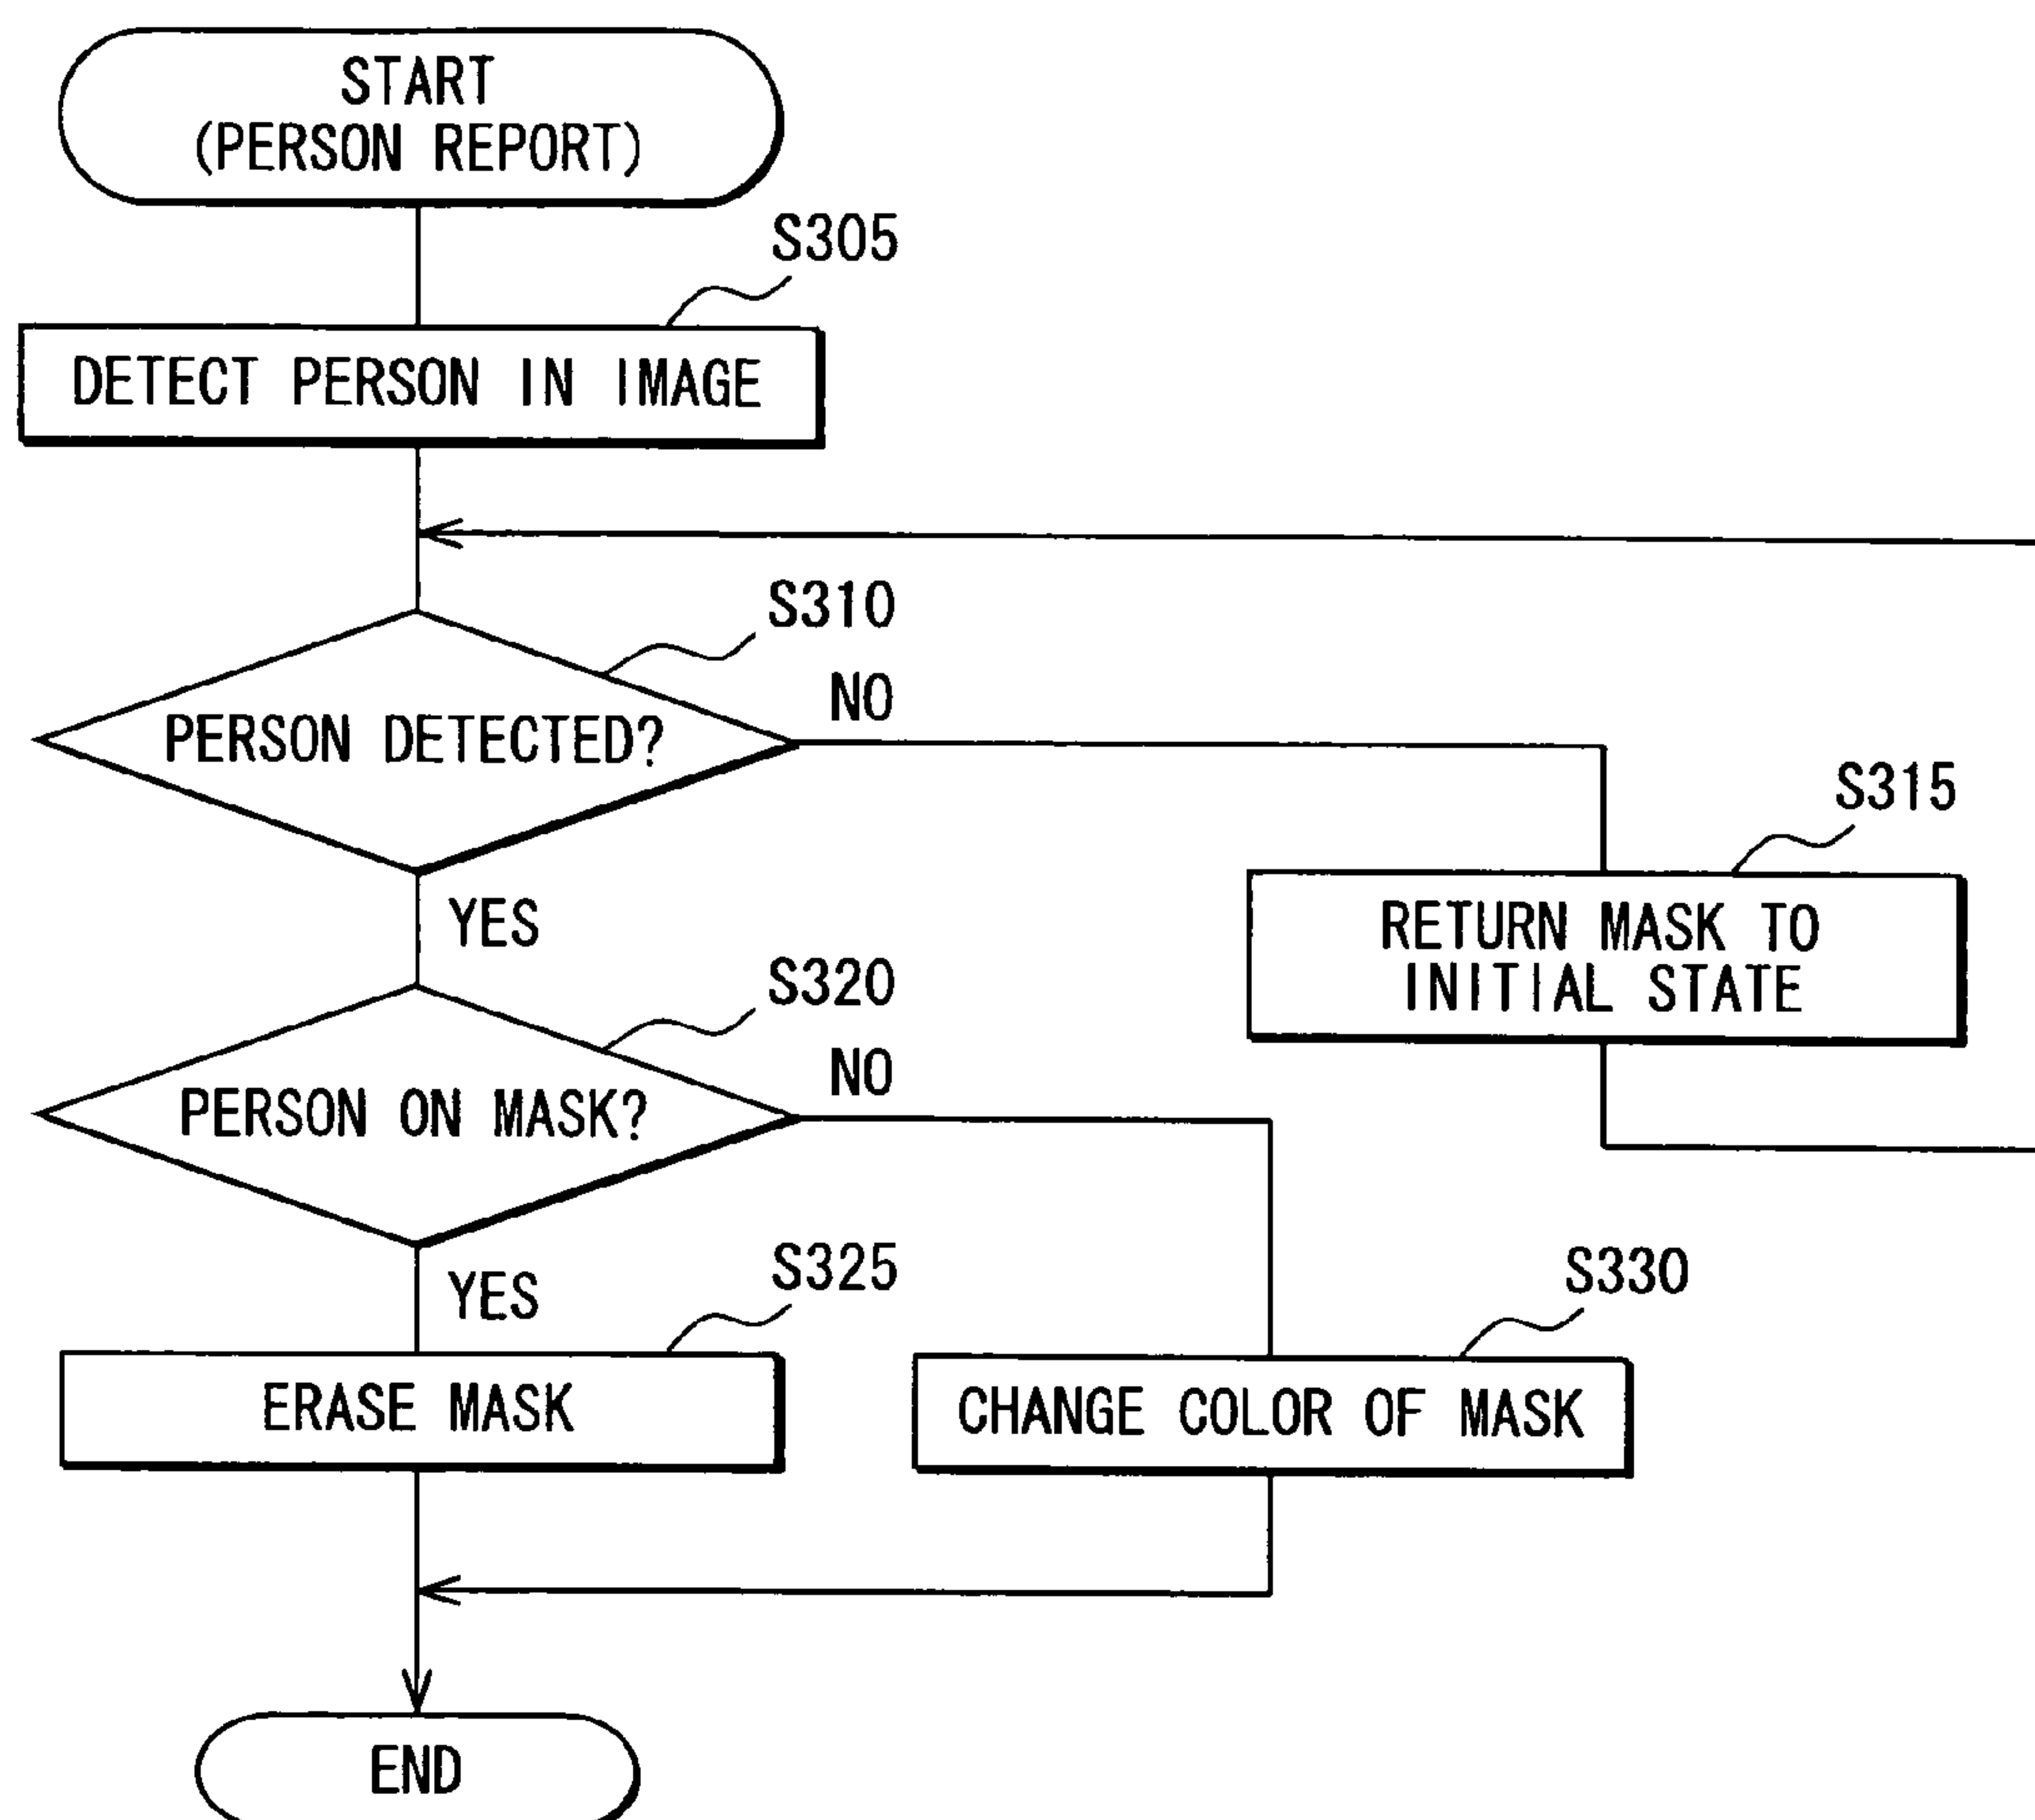 START
(PERSON REPORT)
S305
DETECT PERSON IN IMAGE
S310
PERSON DETECTED?
NO
S315
RETURN MASK TO
INITIAL STATE
YES
S320
PERSON ON MASK?
NO
YES
S325
ERASE MASK
S330
CHANGE COLOR OF MASK
END